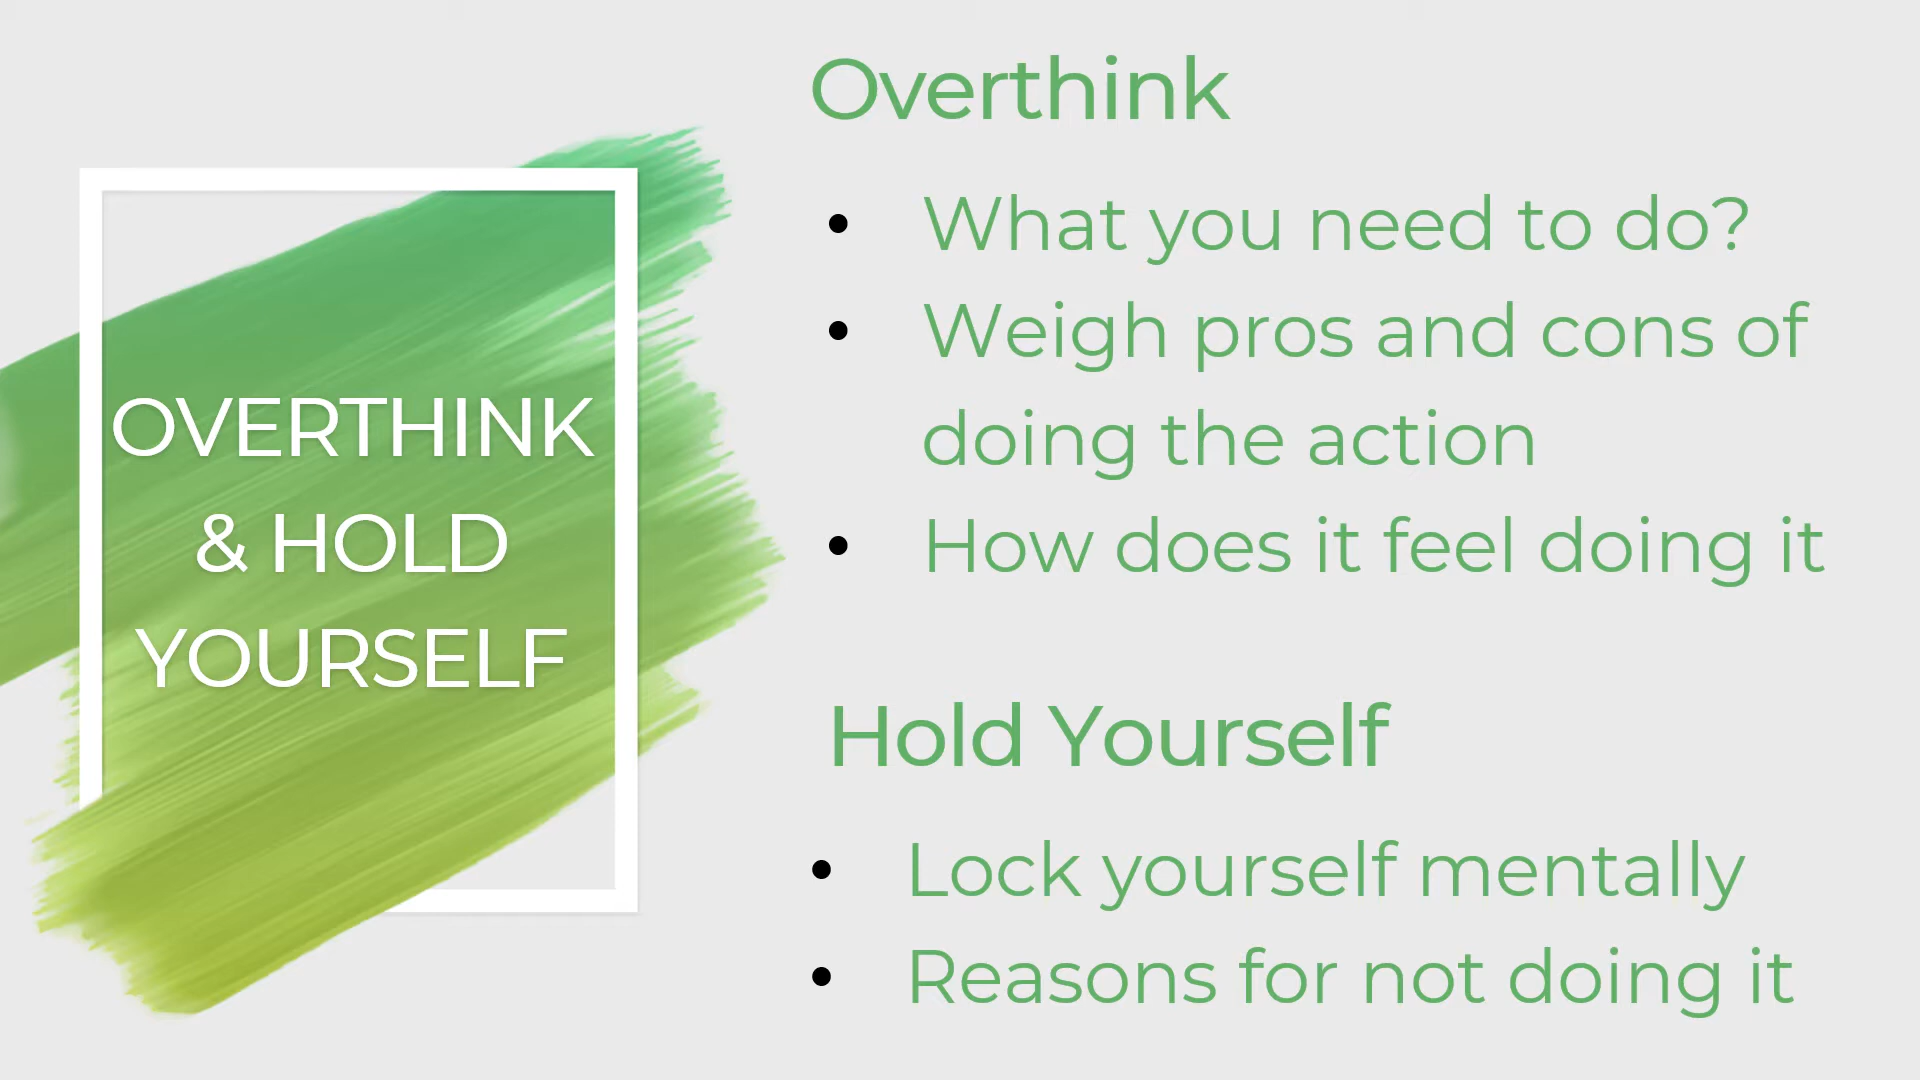 OVERTHINK
& HOLD
YOURSELF
Overthink
• What you need to do?
• Weigh pros and cons of
doing the action
• How does it feel doing it
Hold Yourself
• Lock yourself mentally
• Reasons for not doing it